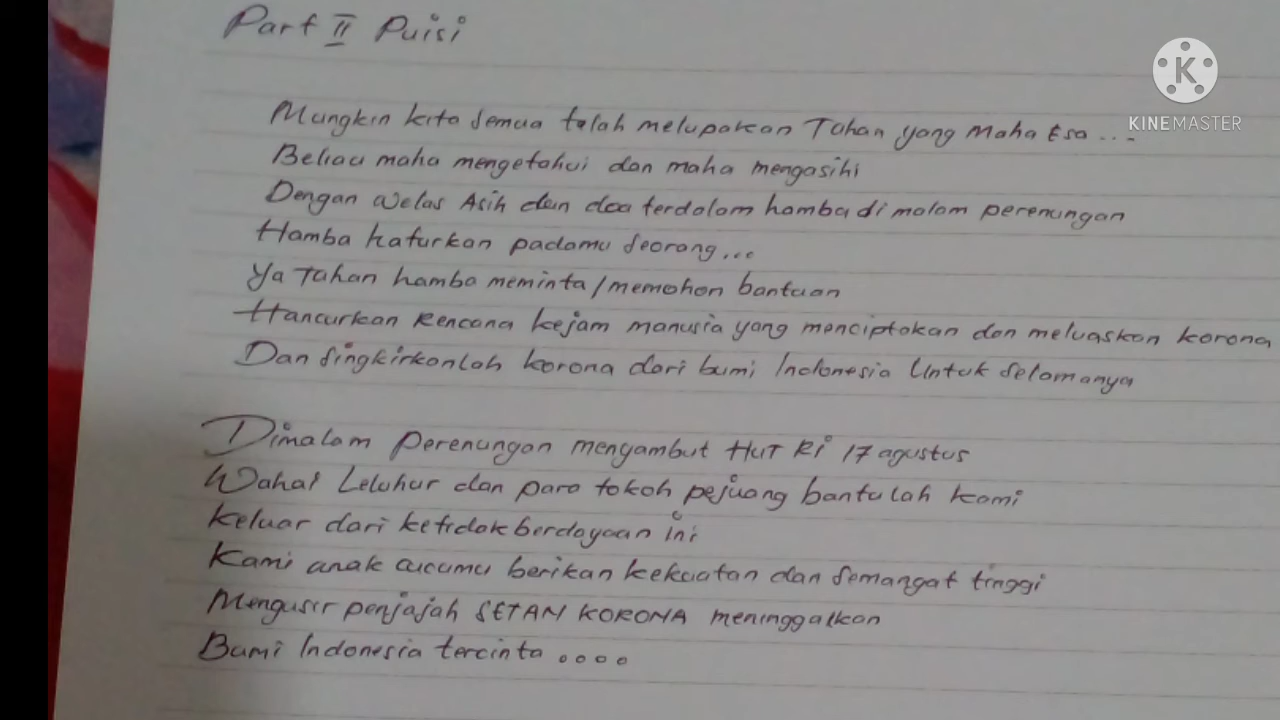 Part II Puisi
K
KINEMASTER
Mungkin kita semua telah melupakan Tuhan yang Maha Esa ...
Beliau maha mengetahui dan maha mengasihi
Dengan Welas Asih dan doa terdalam hamba di malam perenungan
Hamba haturkan padamu seorang...
Ya Tuhan hamba meminta/memohon bantuan
Hancurkan Rencana kejam manusia yang menciptakan dan meluaskan korona
Dan singkirkanlah korona dari bumi Indonesia Untuk selamanya
Dimalam perenungan mengambut HUT RI 17 agustus
Wahai Leluhur dan para tokoh pejuang bantulah kami
Keluar dari ketidakberdayaan ini
Kami anak cucumu berikan kekuatan dan semangat tinggi
Mengusir penjajah SETAN KORONA meninggalkan
Bumi Indonesia tercinta ....